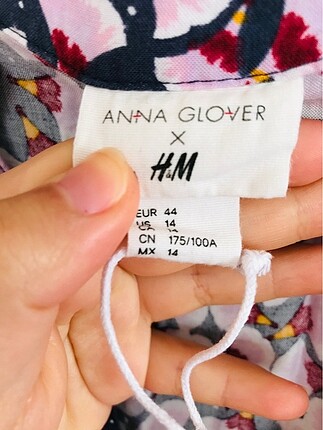 ANNA GLOVER
X
H&M
EUR 44
US 14
CN 175/100A
MX 14